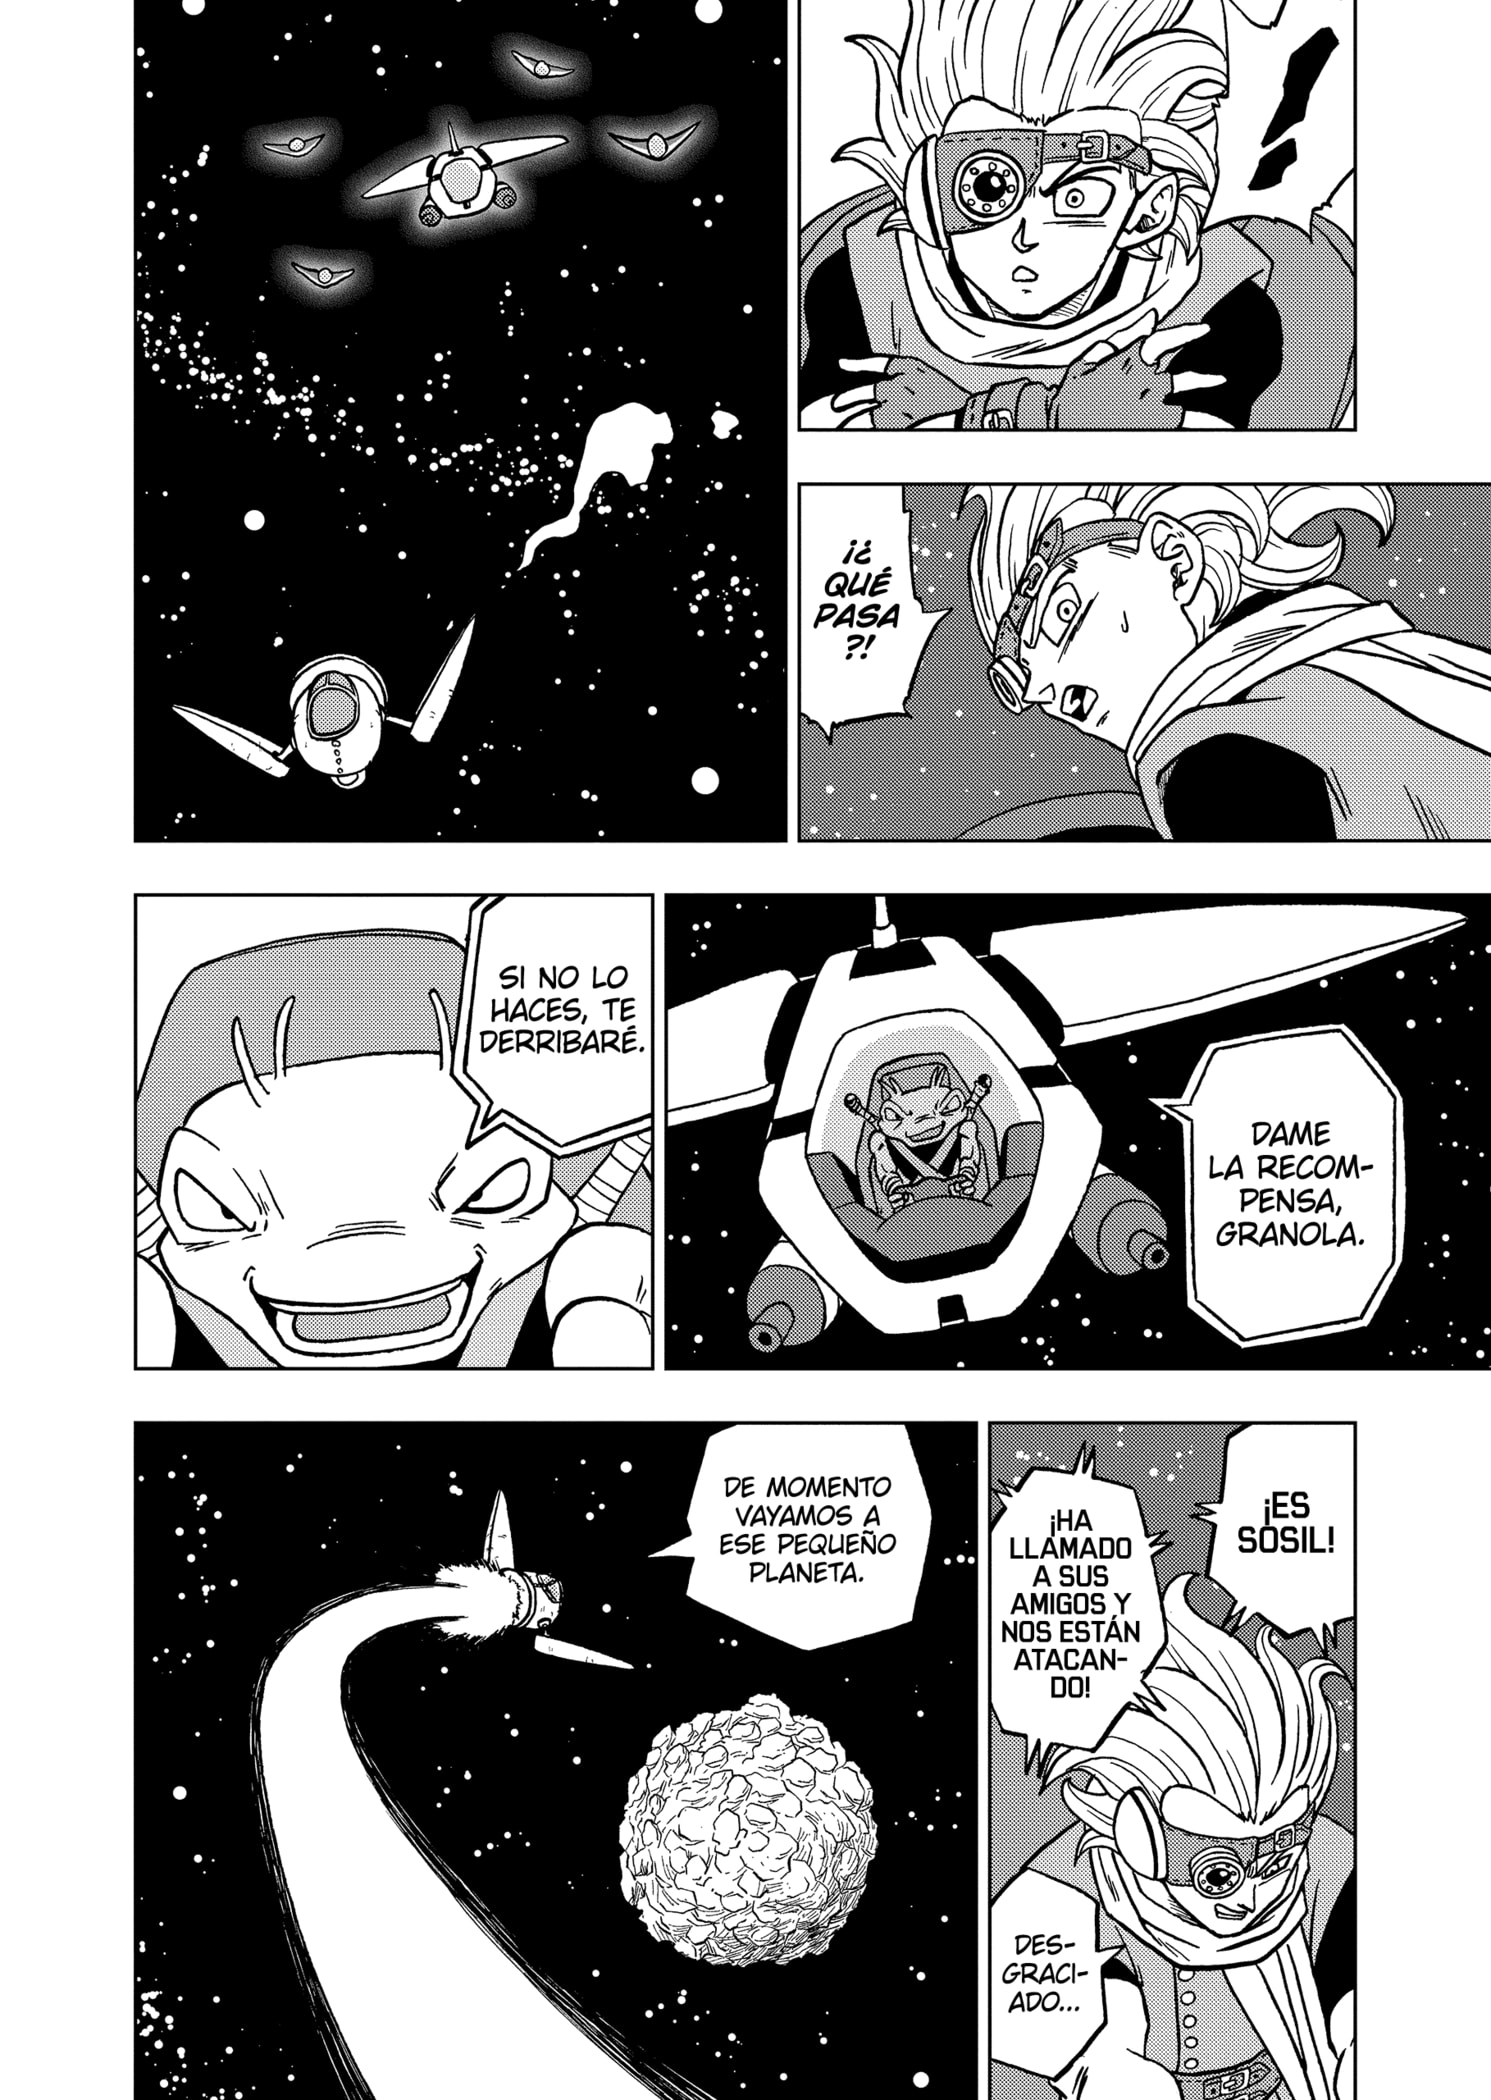 ¡¿
QUÉ
PASA
?!
DAME
LA RECOM-
PENSA,
GRANOLA.
SI NO LO
HACES, TE
DERRIBARÉ.
¡ES
SOSIL!
¡HA
LLAMADO
A SUS
AMIGOS Y
NOS ESTÁN
ATACAN-
DO!
DES-
GRACI-
ADO...
DE MOMENTO
VAYAMOS A
ESE PEQUEÑO
PLANETA.